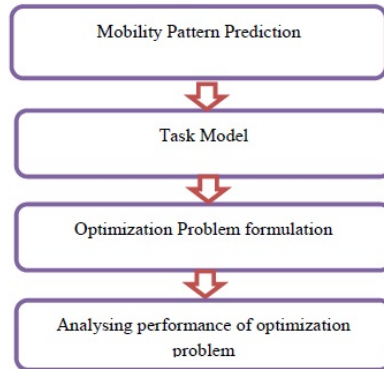 Mobility Pattern Prediction
Task Model
Optimization Problem formulation
Analysing performance of optimization
problem